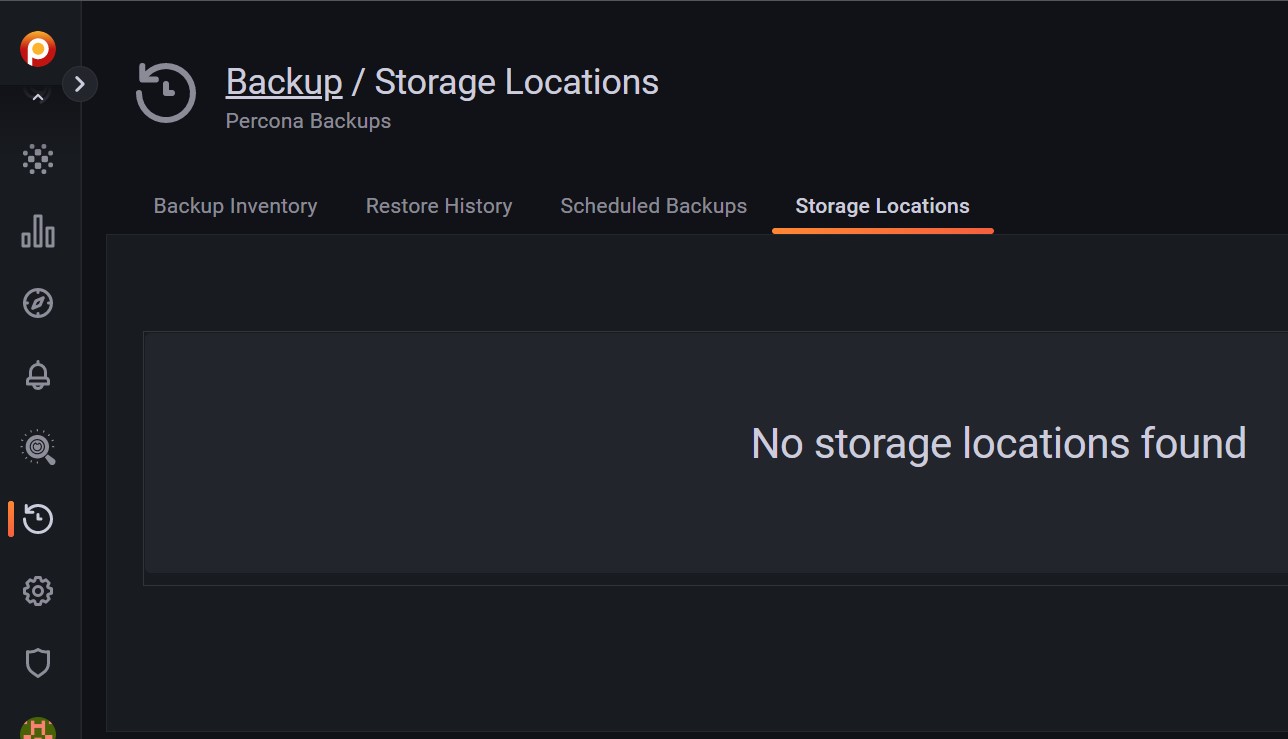 Backup / Storage Locations
Percona Backups
Backup Inventory Restore History Scheduled Backups Storage Locations
No storage locations found